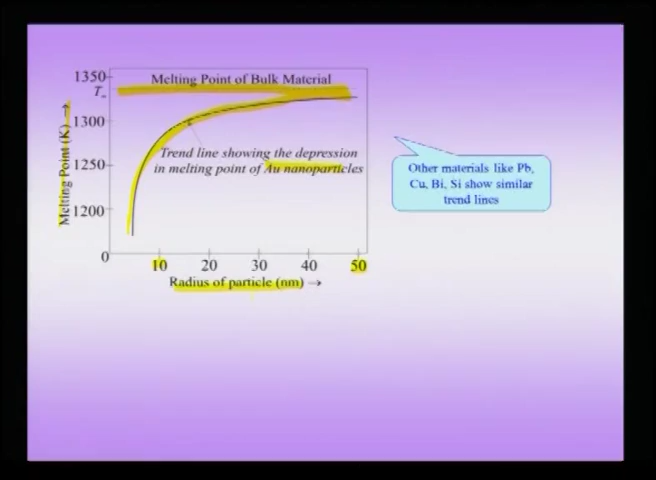 1350
Melting Point of Bulk Material
T∞
1300
1250
1200
0
Melting Point (K) →
Trend line showing the depression
in melting point of Au nanoparticles
10 20 30 40 50
Radius of particle (nm) →
Other materials like Pb,
Cu, Bi, Si show similar
trend lines